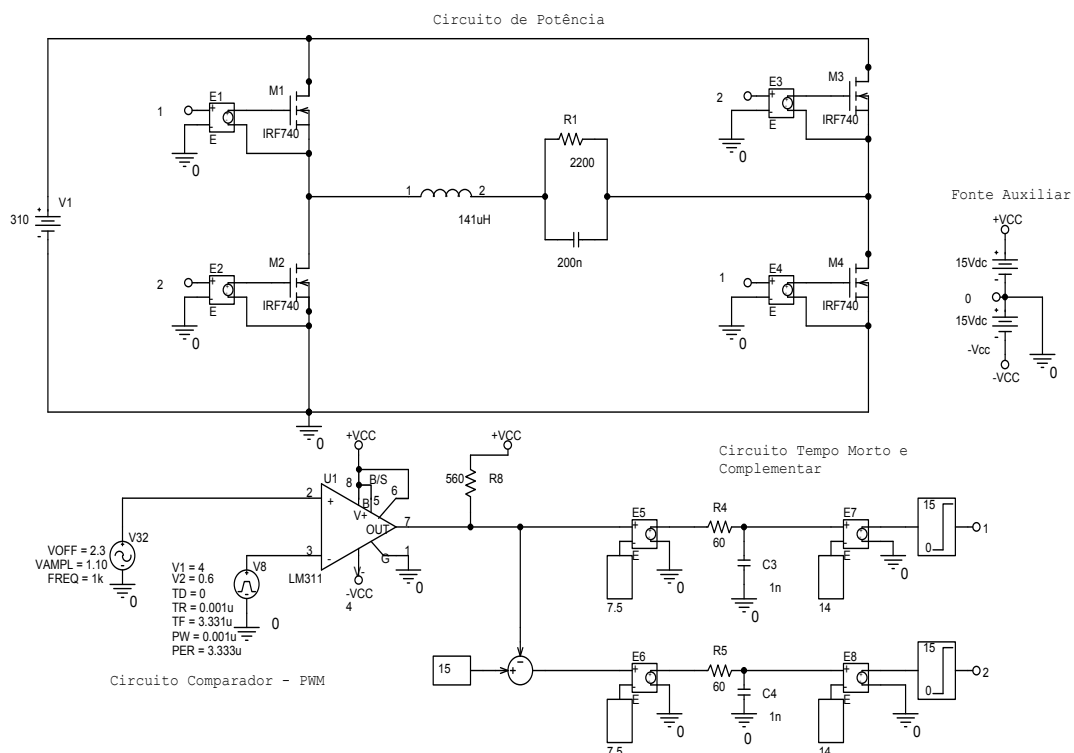 Circuito de Potência
E1
M1
1
+
-
E
IRF740
0
E3
M3
2
+
-
E
IRF740
0
R1
2200
1
2
141uH
200n
+
V1
310
-
E2
M2
2
+
-
E
IRF740
0
E4
M4
1
+
-
E
IRF740
0
0
Fonte Auxiliar
+VCC
+
15Vdc
-
0
+
15Vdc
-
-Vcc
-VCC
0
Circuito Comparador - PWM
+VCC
U1
8
B/S
6
B
5
V+
2
+
OUT
7
3
-
G
1
LM311
V-
-VCC
4
0
V32
VOFF = 2.3
VAMPL = 1.10
FREQ = 1k
0
V8
V1 = 4
V2 = 0.6
TD = 0
TR = 0.001u
TF = 3.331u
PW = 0.001u
PER = 3.333u
0
+VCC
560
R8
Circuito Tempo Morto e
Complementar
E5
+
-
E
7.5
0
R4
60
C3
1n
0
E7
+
-
E
14
0
15
0
1
15
+
-
E6
+
-
E
7.5
0
R5
60
C4
1n
0
E8
+
-
E
14
0
15
0
2